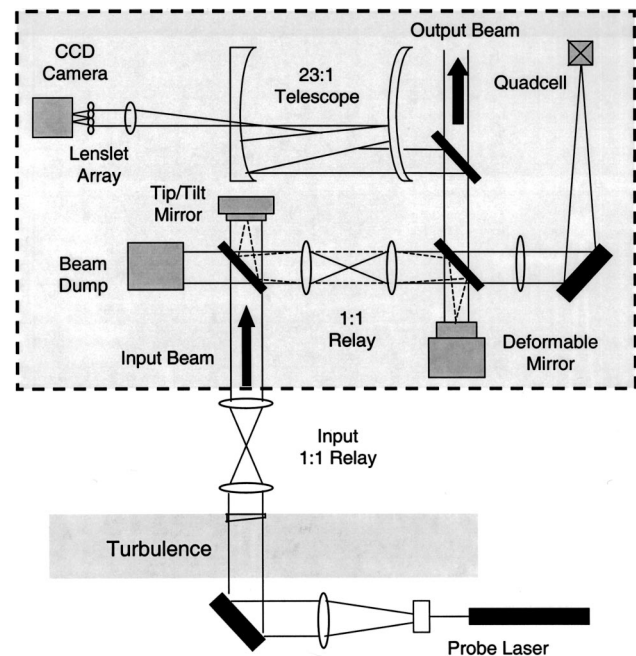 CCD
Camera
Lenslet
Array
23:1
Telescope
Output Beam
Quadcell
Tip/Tilt
Mirror
Beam
Dump
1:1
Relay
Deformable
Mirror
Input Beam
Input
1:1 Relay
Turbulence
Probe Laser